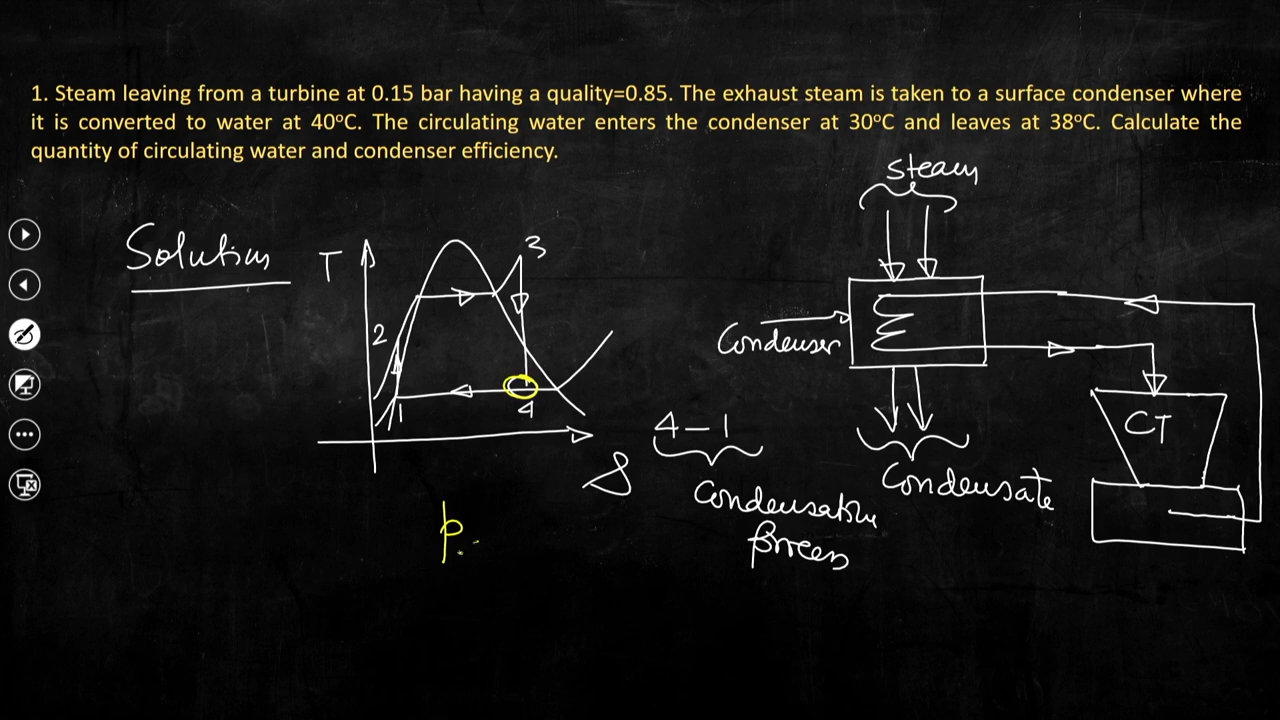 1. Steam leaving from a turbine at 0.15 bar having a quality=0.85. The exhaust steam is taken to a surface condenser where
it is converted to water at 40°C. The circulating water enters the condenser at 30°C and leaves at 38°C. Calculate the
quantity of circulating water and condenser efficiency.
steam
Solution
T
3
2
Condenser
1
4
S
4-1
CT
Condensate
p